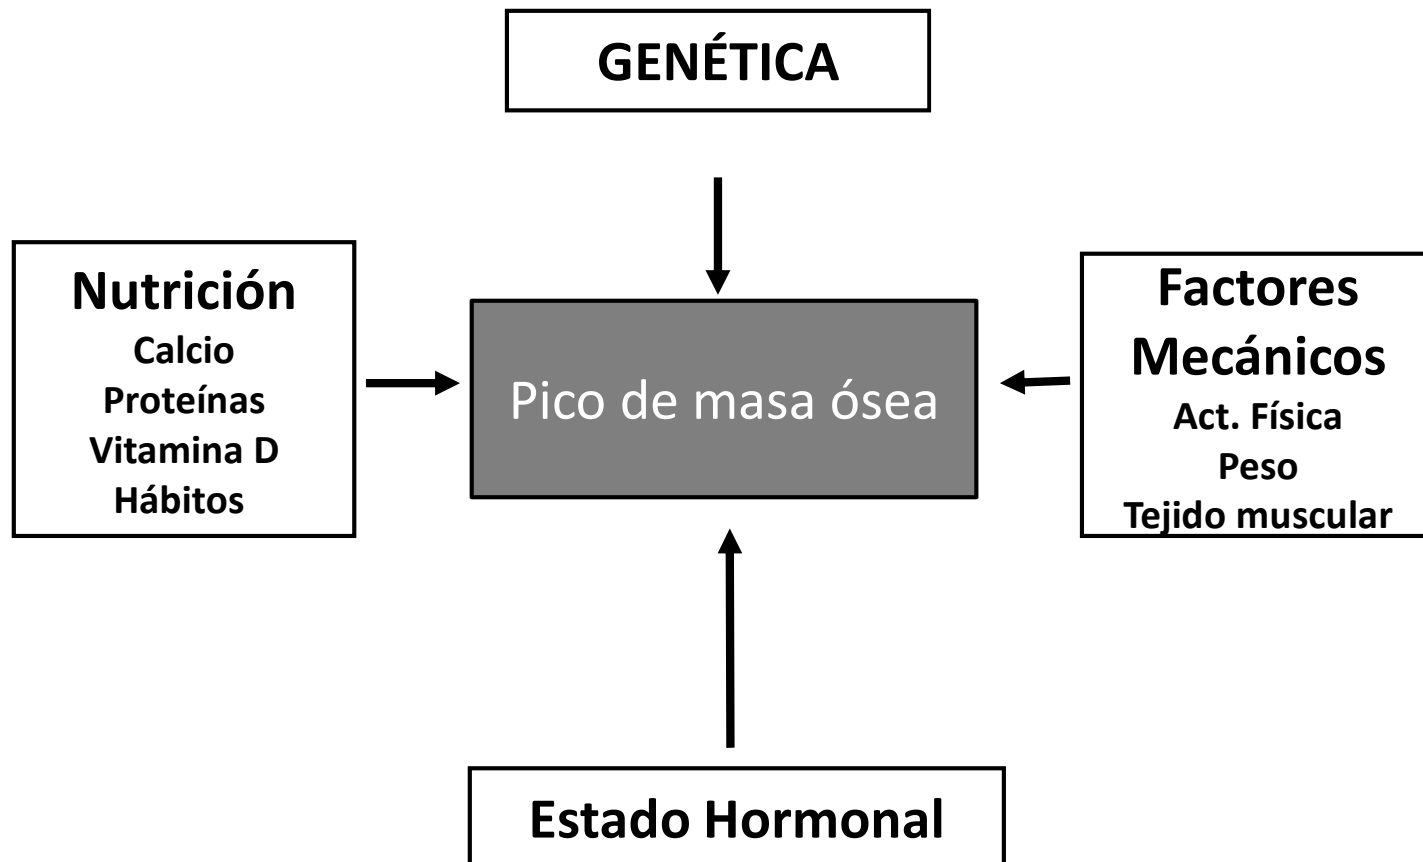 GENÉTICA
Nutrición
Calcio
Proteínas
Vitamina D
Hábitos
Pico de masa ósea
Factores
Mecánicos
Act. Física
Peso
Tejido muscular
Estado Hormonal